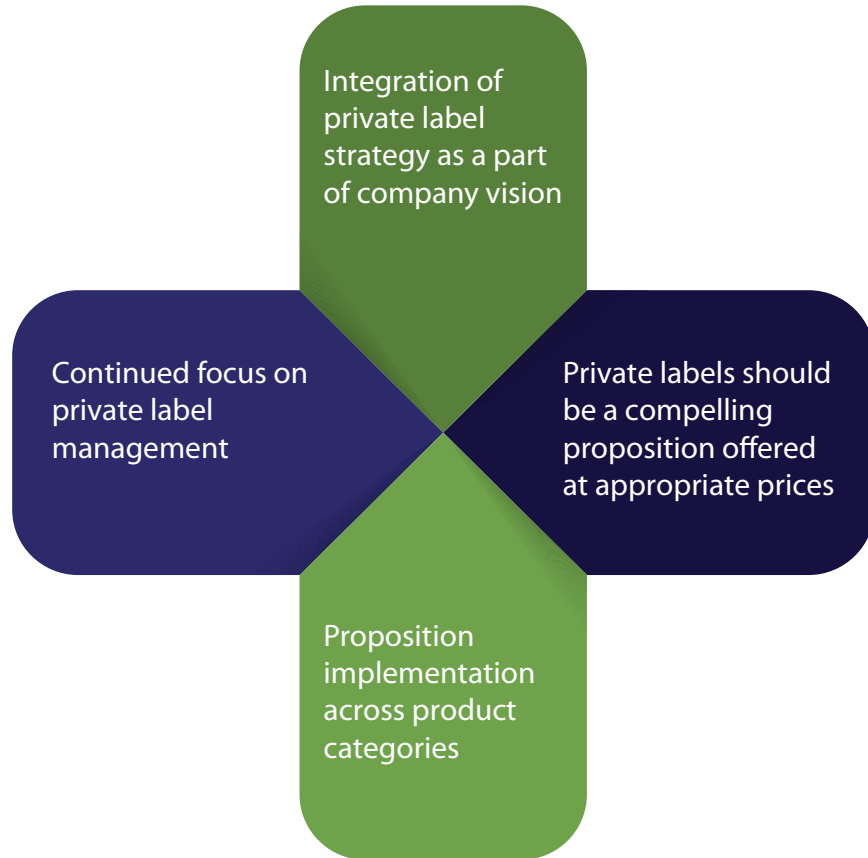 Integration of
private label
strategy as a part
of company vision
Continued focus on
private label
management
Private labels should
be a compelling
proposition offered
at appropriate prices
Proposition
implementation
across product
categories